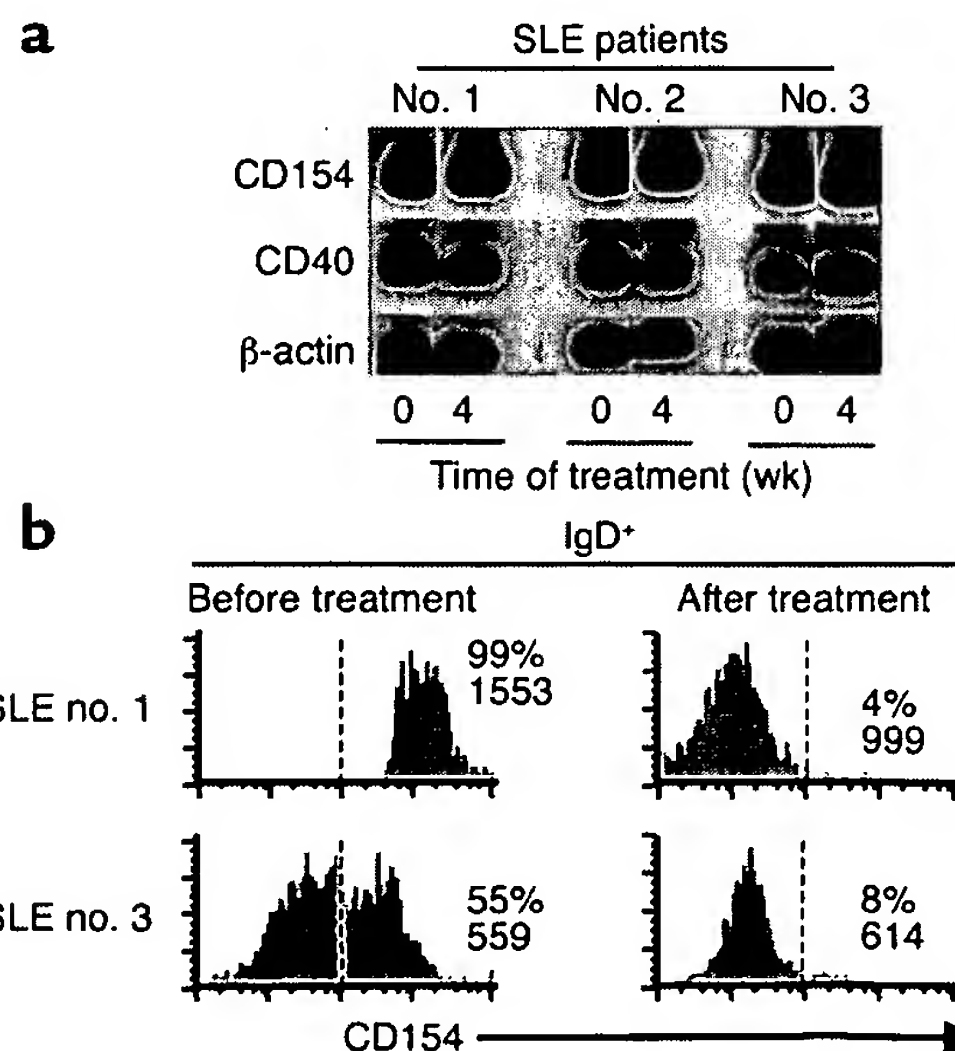 a
SLE patients
No. 1 No. 2 No. 3
CD154
CD40
β-actin
0 4 0 4 0 4
Time of treatment (wk)
b
IgD⁺
Before treatment After treatment
SLE no. 1
99%
1553
4%
999
SLE no. 3
55%
559
8%
614
CD154